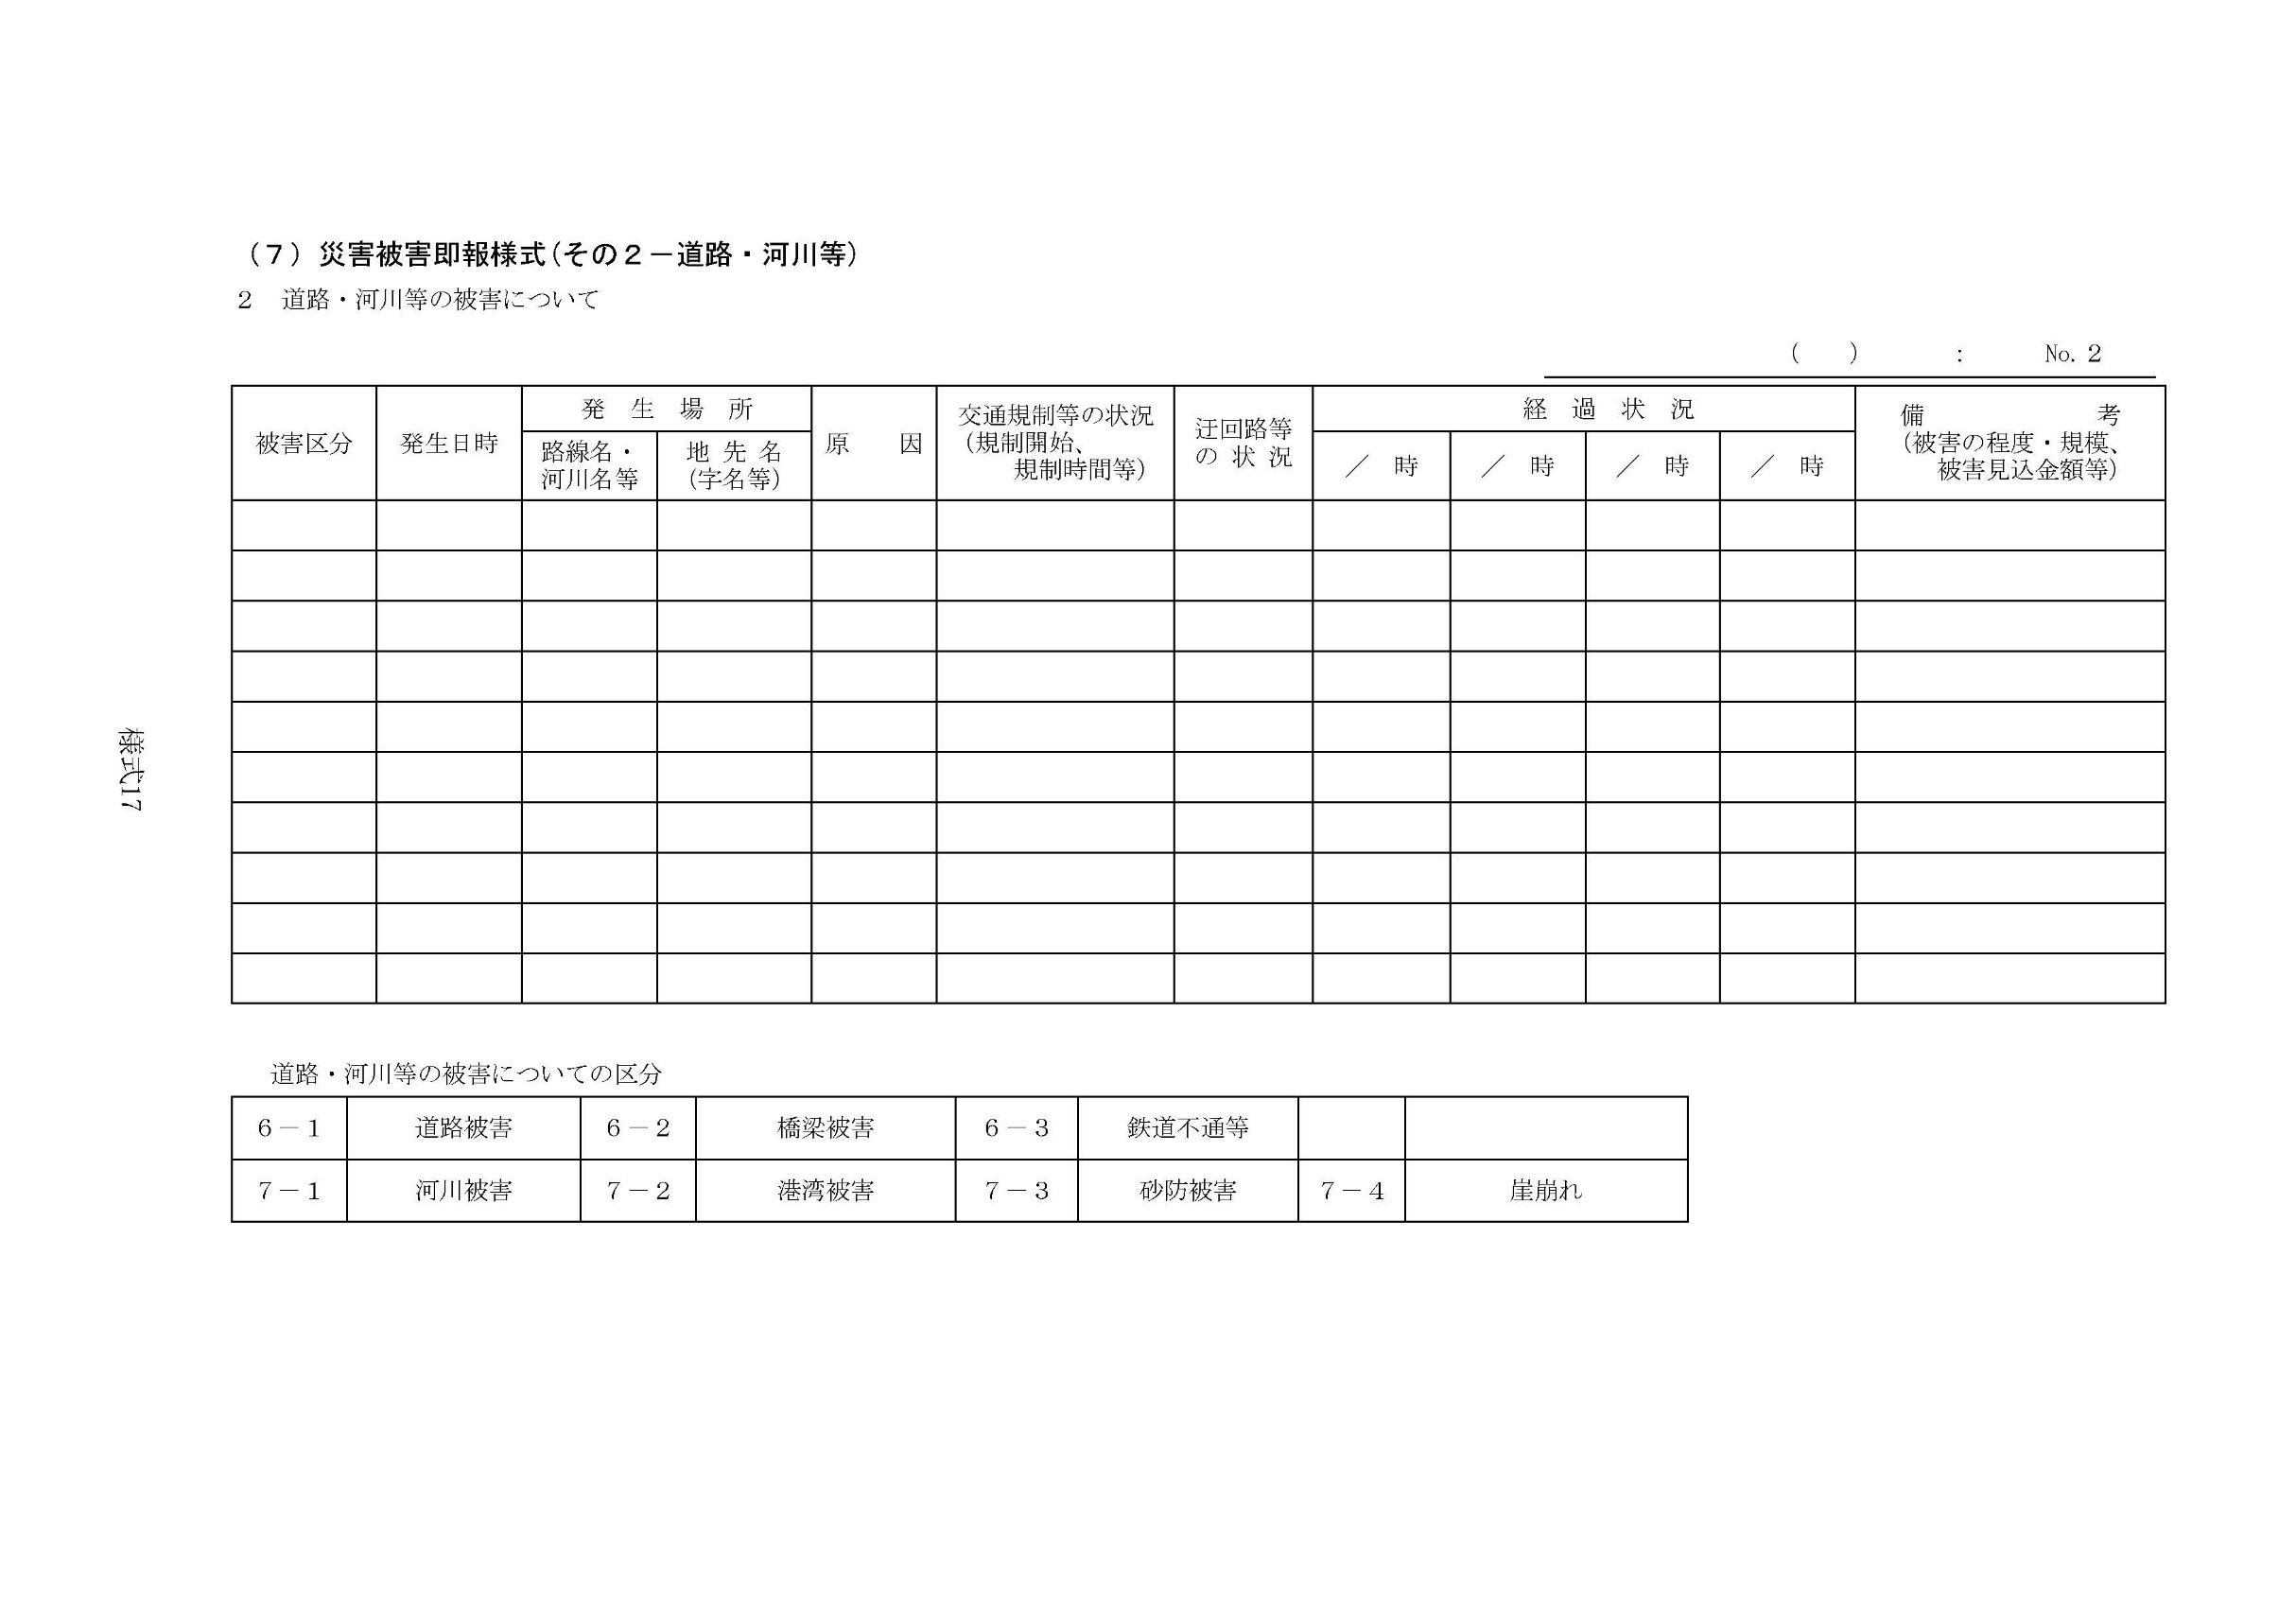 （７）災害被害即報様式（その２－道路・河川等）
２　道路・河川等の被害について
（　　）　　　：　　　No.２
被害区分　発生日時　発　生　場　所　原　　因　交通規制等の状況　迂回路等　経　過　状　況　備　　　　　　　考
（規制開始、　の 状 況　（被害の程度・規模、
路線名・　地 先 名　規制時間等）　／　時　／　時　／　時　／　時　被害見込金額等）
河川名等　（字名等）
道路・河川等の被害についての区分
６－１　道路被害　６－２　橋梁被害　６－３　鉄道不通等
７－１　河川被害　７－２　港湾被害　７－３　砂防被害　７－４　崖崩れ
様式17